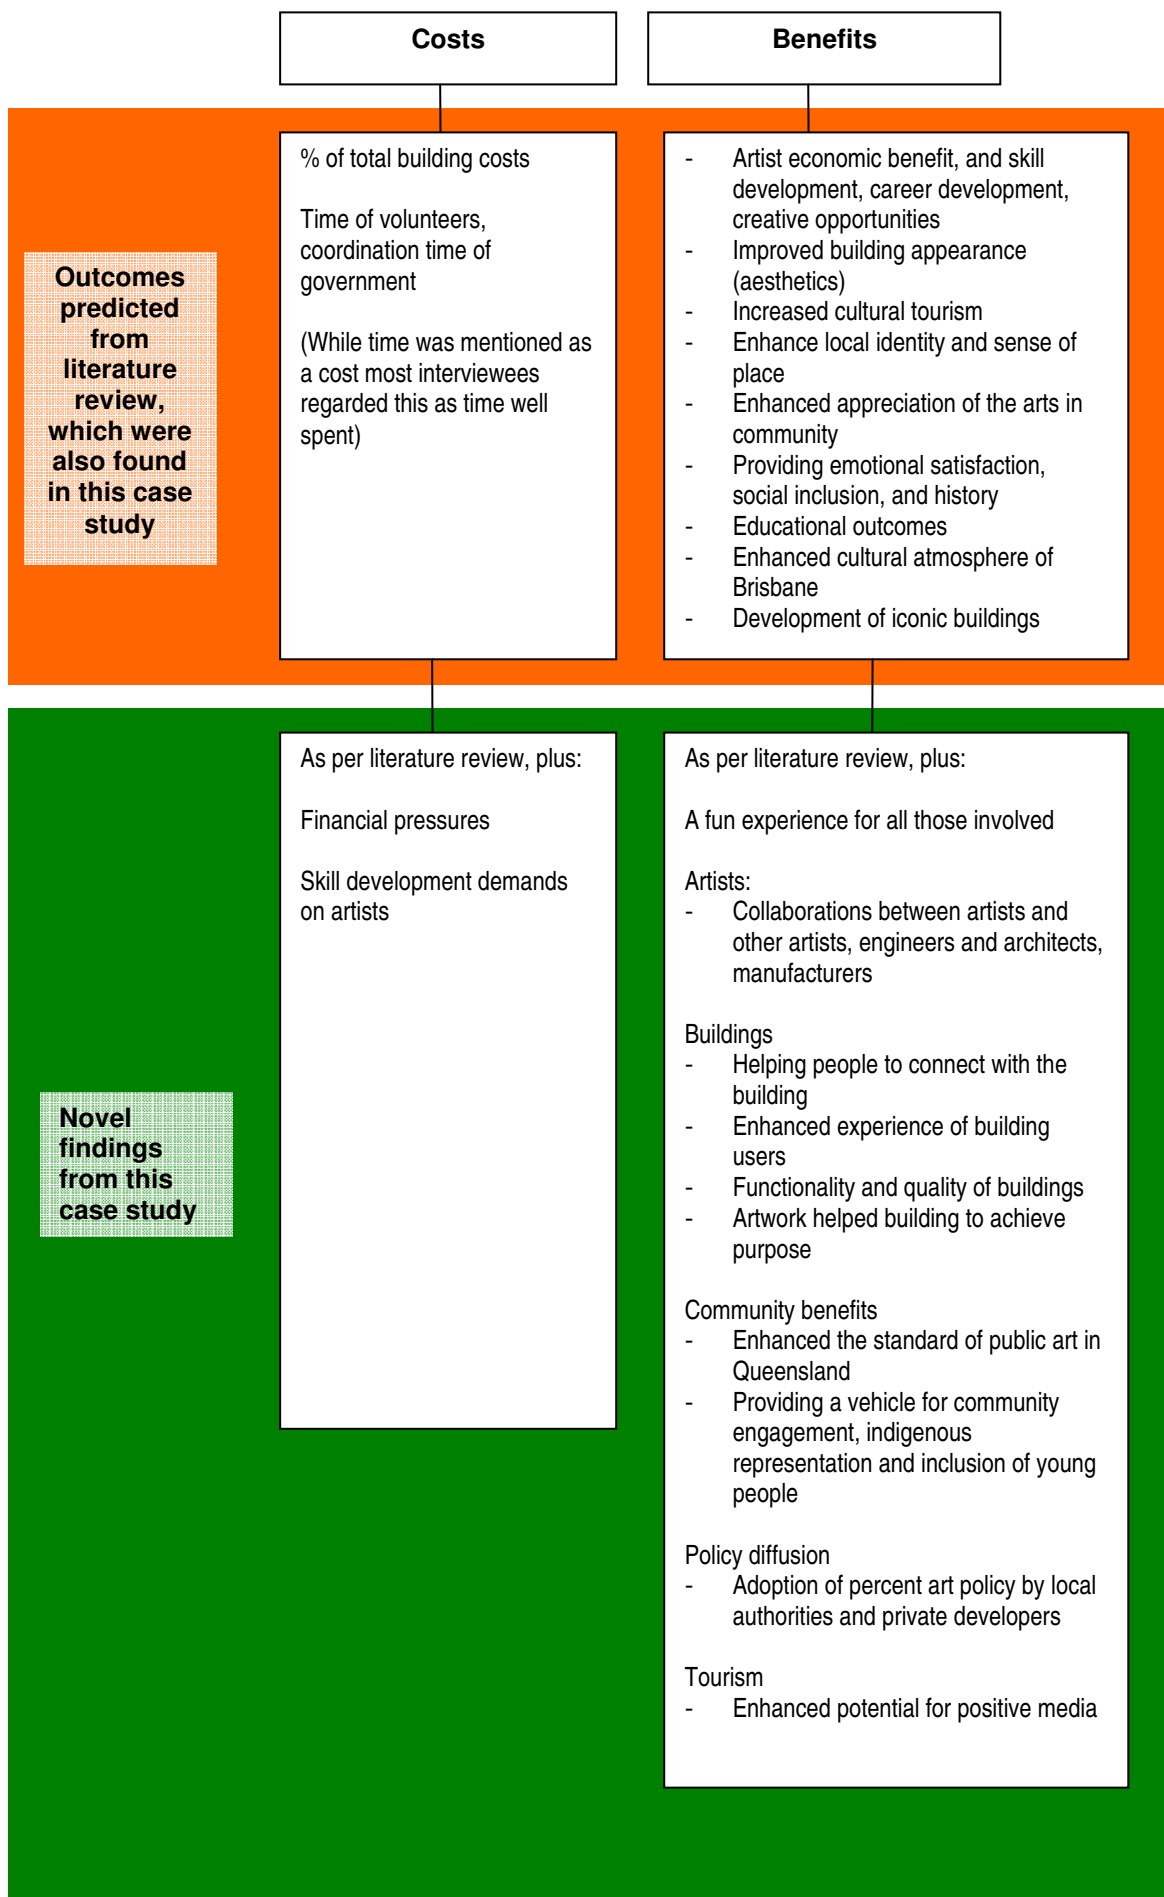 Costs
Benefits
Outcomes
predicted
from
literature
review,
which were
also found
in this case
study
% of total building costs
Time of volunteers,
coordination time of
government
(While time was mentioned as
a cost most interviewees
regarded this as time well
spent)
- Artist economic benefit, and skill
development, career development,
creative opportunities
- Improved building appearance
(aesthetics)
- Increased cultural tourism
- Enhance local identity and sense of
place
- Enhanced appreciation of the arts in
community
- Providing emotional satisfaction,
social inclusion, and history
- Educational outcomes
- Enhanced cultural atmosphere of
Brisbane
- Development of iconic buildings
Novel
findings
from this
case study
As per literature review, plus:
Financial pressures
Skill development demands
on artists
As per literature review, plus:
A fun experience for all those involved
Artists:
- Collaborations between artists and
other artists, engineers and architects,
manufacturers
Buildings
- Helping people to connect with the
building
- Enhanced experience of building
users
- Functionality and quality of buildings
- Artwork helped building to achieve
purpose
Community benefits
- Enhanced the standard of public art in
Queensland
- Providing a vehicle for community
engagement, indigenous
representation and inclusion of young
people
Policy diffusion
- Adoption of percent art policy by local
authorities and private developers
Tourism
- Enhanced potential for positive media